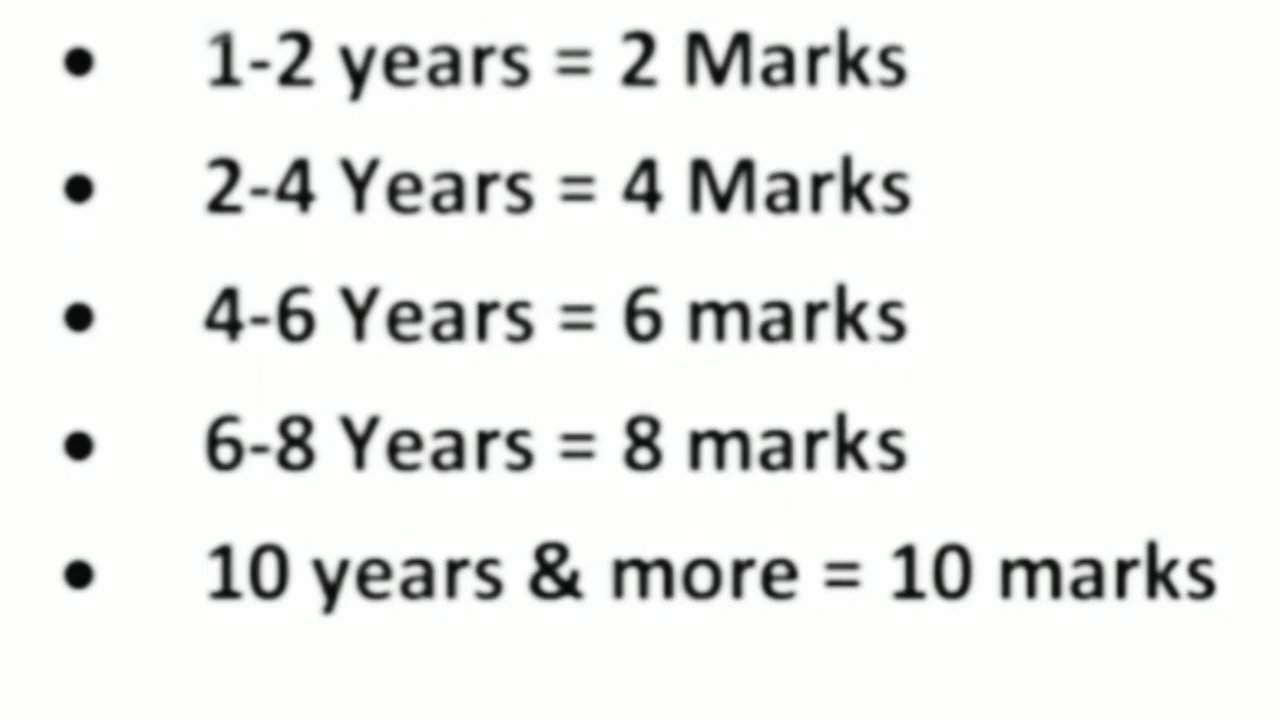 • 1-2 years = 2 Marks
• 2-4 Years = 4 Marks
• 4-6 Years = 6 marks
• 6-8 Years = 8 marks
• 10 years & more = 10 marks